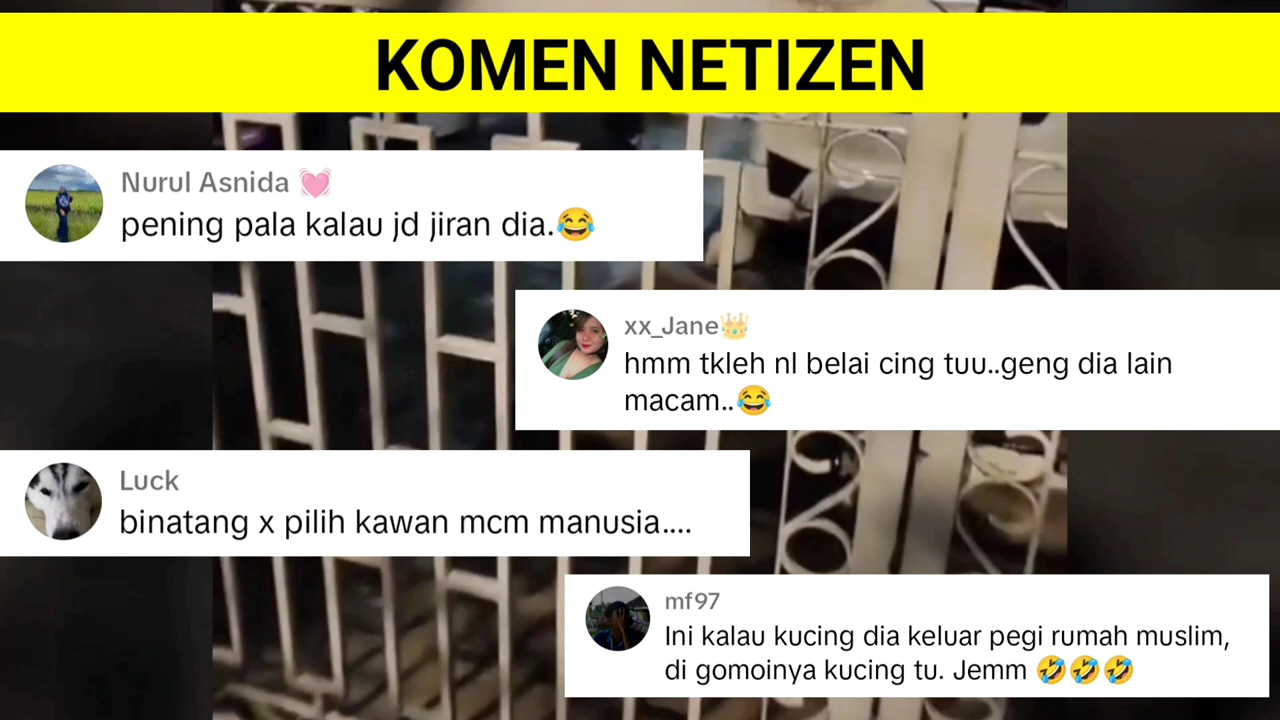 KOMEN NETIZEN
Nurul Asnida 💓
pening pala kalau jd jiran dia.😂
xx_Jane👑
hmm tkleh nl belai cing tuu..geng dia lain
macam..😂
Luck
binatang x pilih kawan mcm manusia....
mf97
Ini kalau kucing dia keluar pegi rumah muslim,
di gomoinya kucing tu. Jemm 🤣🤣🤣